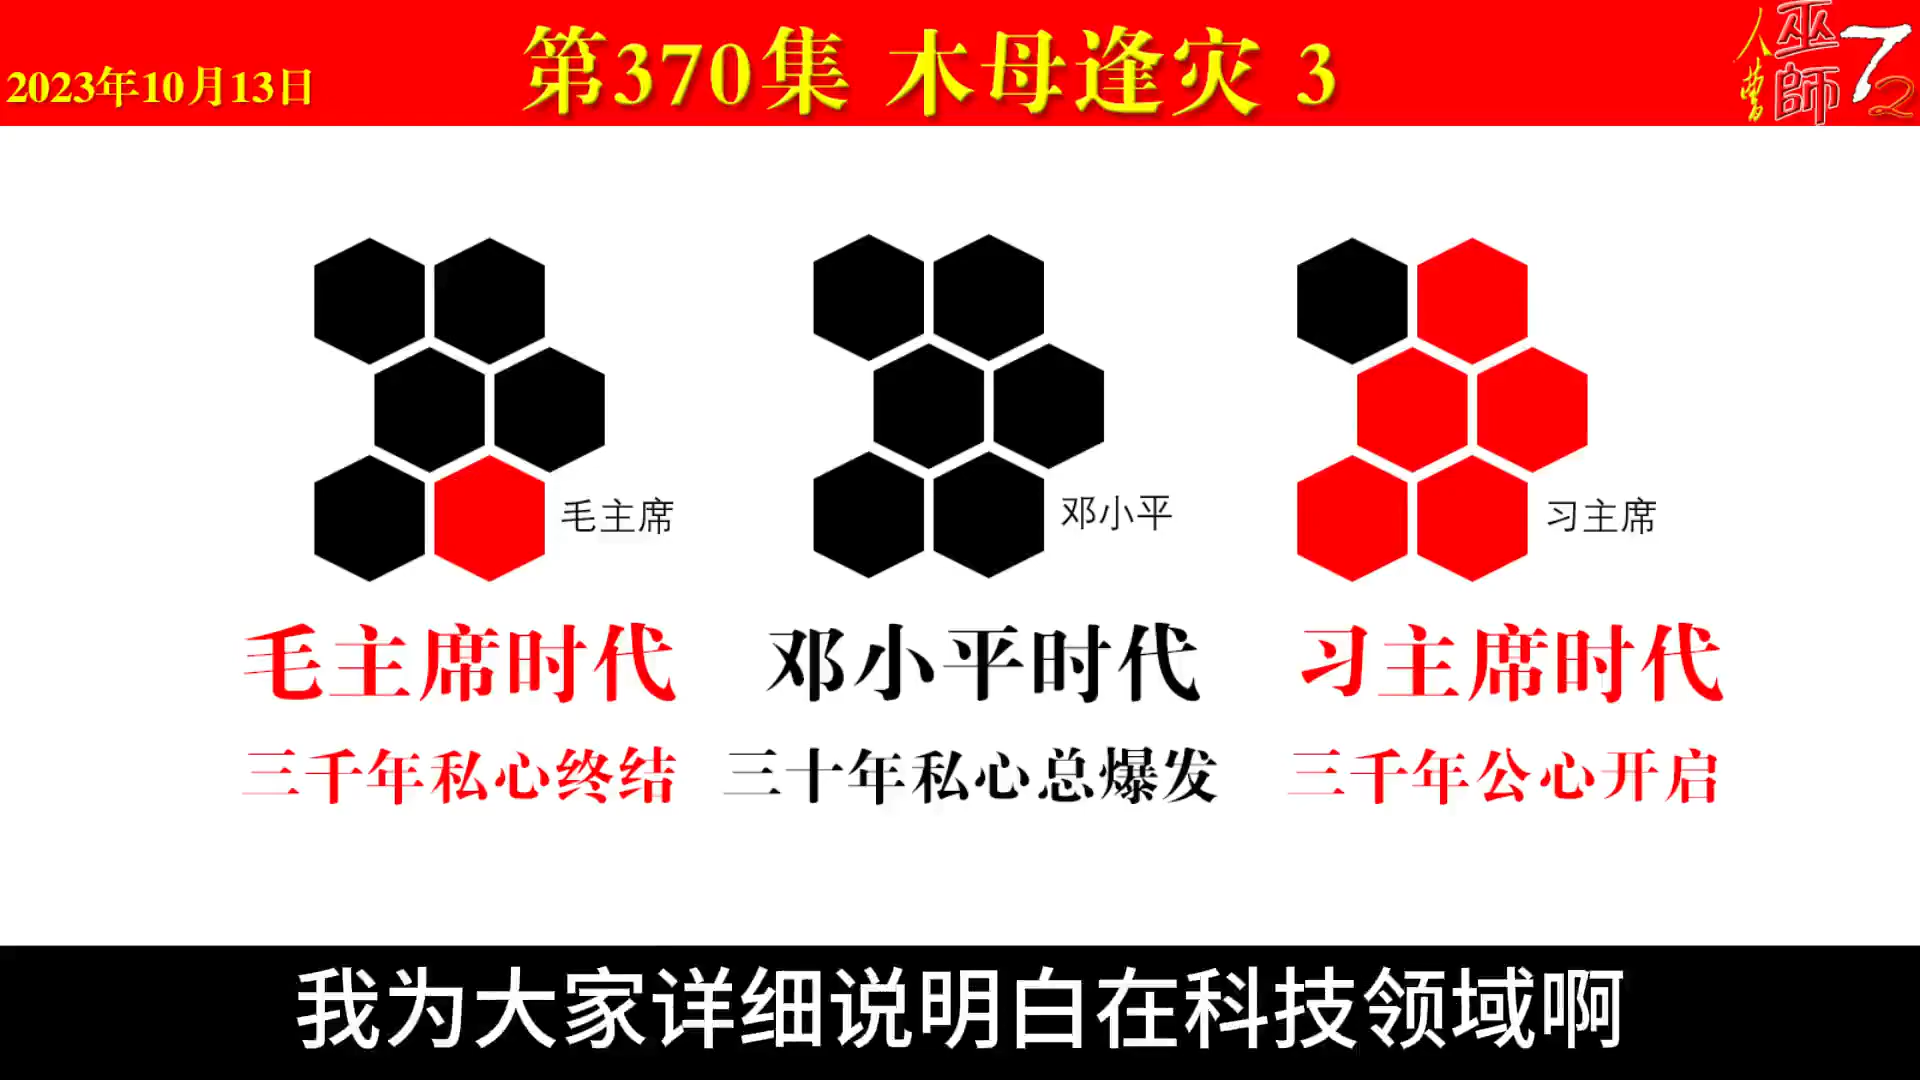 2023年10月13日
第370集 木母逢灾 3
人曹
巫師
72
毛主席
邓小平
习主席
毛主席时代
邓小平时代
习主席时代
三千年私心终结
三十年私心总爆发
三千年公心开启
我为大家详细说明白在科技领域啊